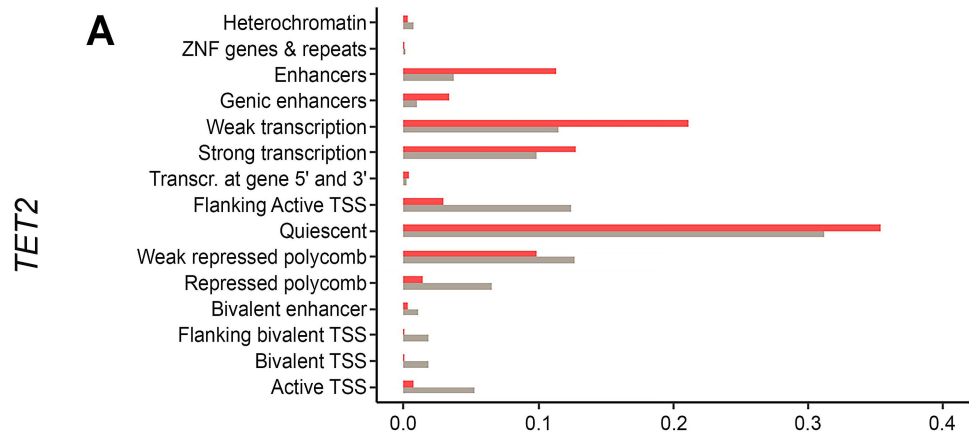 A
Heterochromatin
ZNF genes & repeats
Enhancers
Genic enhancers
Weak transcription
Strong transcription
Transcr. at gene 5' and 3'
Flanking Active TSS
Quiescent
Weak repressed polycomb
Repressed polycomb
Bivalent enhancer
Flanking bivalent TSS
Bivalent TSS
Active TSS
TET2
0.0 0.1 0.2 0.3 0.4